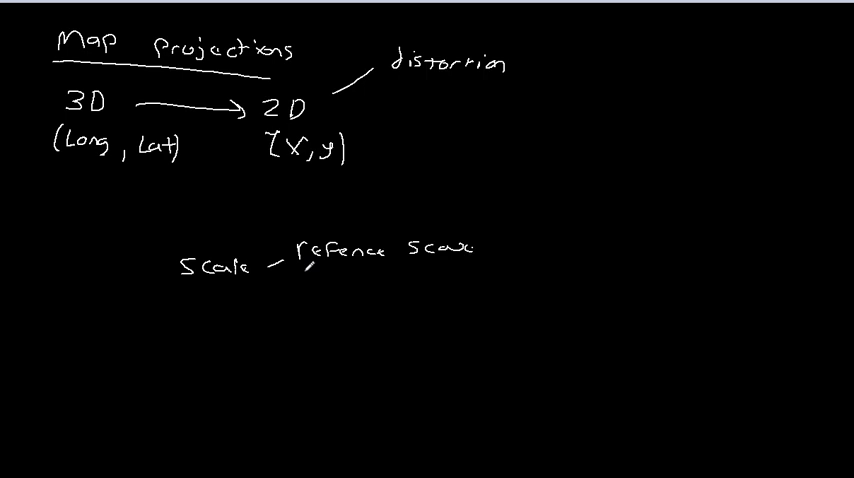 Map projections
distortion
3D → 2D
(Long, Lat) (X, y)
Scale - refence scale